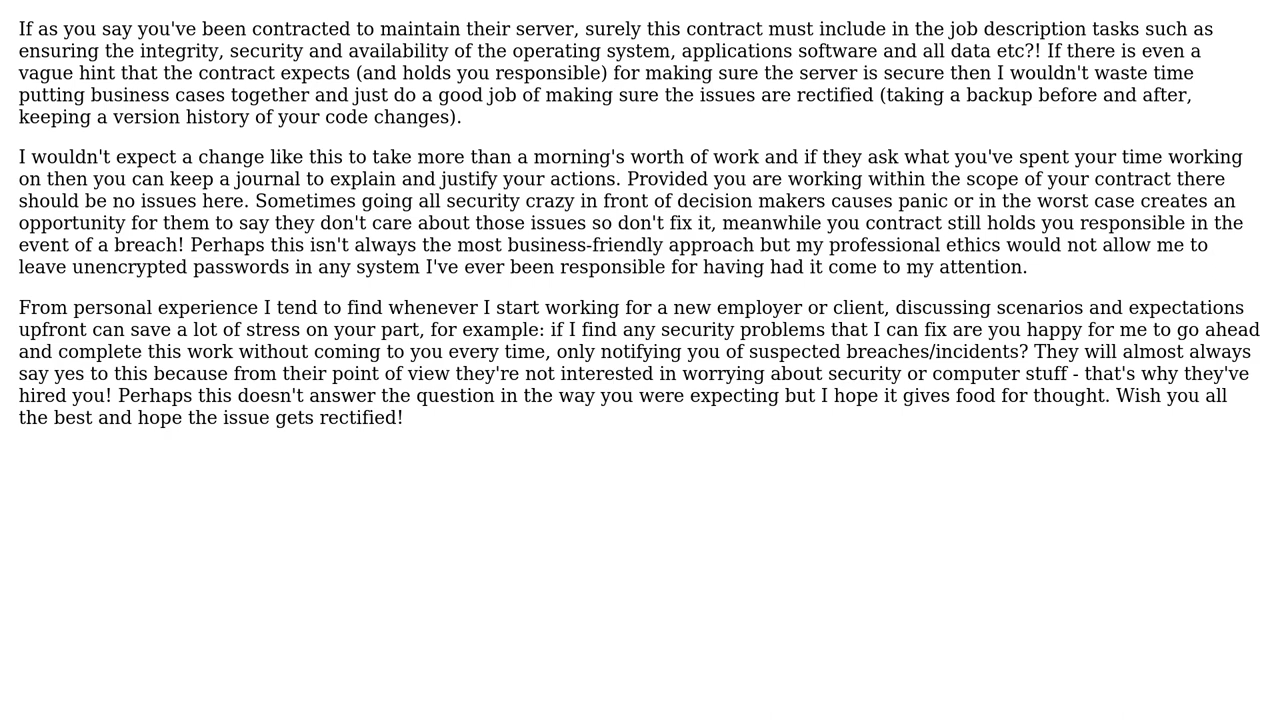 If as you say you've been contracted to maintain their server, surely this contract must include in the job description tasks such as
ensuring the integrity, security and availability of the operating system, applications software and all data etc?! If there is even a
vague hint that the contract expects (and holds you responsible) for making sure the server is secure then I wouldn't waste time
putting business cases together and just do a good job of making sure the issues are rectified (taking a backup before and after,
keeping a version history of your code changes).
I wouldn't expect a change like this to take more than a morning's worth of work and if they ask what you've spent your time working
on then you can keep a journal to explain and justify your actions. Provided you are working within the scope of your contract there
should be no issues here. Sometimes going all security crazy in front of decision makers causes panic or in the worst case creates an
opportunity for them to say they don't care about those issues so don't fix it, meanwhile you contract still holds you responsible in the
event of a breach! Perhaps this isn't always the most business-friendly approach but my professional ethics would not allow me to
leave unencrypted passwords in any system I've ever been responsible for having had it come to my attention.
From personal experience I tend to find whenever I start working for a new employer or client, discussing scenarios and expectations
upfront can save a lot of stress on your part, for example: if I find any security problems that I can fix are you happy for me to go ahead
and complete this work without coming to you every time, only notifying you of suspected breaches/incidents? They will almost always
say yes to this because from their point of view they're not interested in worrying about security or computer stuff - that's why they've
hired you! Perhaps this doesn't answer the question in the way you were expecting but I hope it gives food for thought. Wish you all
the best and hope the issue gets rectified!